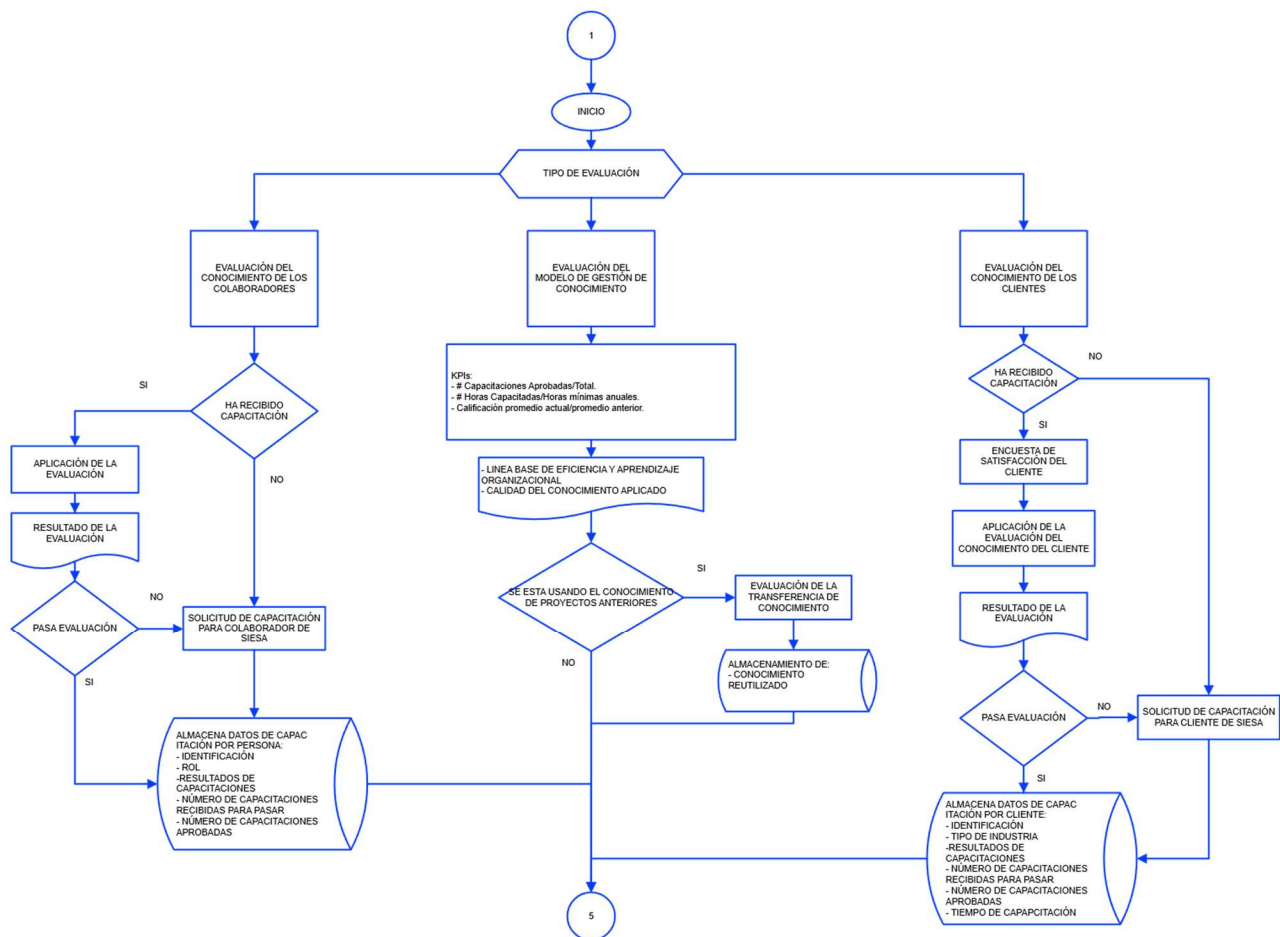 1
INICIO
TIPO DE EVALUACIÓN
EVALUACIÓN DEL
CONOCIMIENTO DE LOS
COLABORADORES
EVALUACIÓN DEL
MODELO DE GESTIÓN DE
CONOCIMIENTO
EVALUACIÓN DEL
CONOCIMIENTO DE LOS
CLIENTES
SI
HA RECIBIDO
CAPACITACIÓN
NO
APLICACIÓN DE LA
EVALUACIÓN
RESULTADO DE LA
EVALUACIÓN
PASA EVALUACIÓN
NO
SI
SOLICITUD DE CAPACITACIÓN
PARA COLABORADOR DE
SIESA
ALMACENA DATOS DE CAPAC
ITACIÓN POR PERSONA:
- IDENTIFICACIÓN
- ROL
-RESULTADOS DE
CAPACITACIONES
- NÚMERO DE CAPACITACIONES
RECIBIDAS PARA PASAR
- NÚMERO DE CAPACITACIONES
APROBADAS
KPIs:
- # Capacitaciones Aprobadas/Total.
- # Horas Capacitadas/Horas mínimas anuales.
- Calificación promedio actual/promedio anterior.
- LINEA BASE DE EFICIENCIA Y APRENDIZAJE
ORGANIZACIONAL
- CALIDAD DEL CONOCIMIENTO APLICADO
SE ESTA USANDO EL CONOCIMIENTO
DE PROYECTOS ANTERIORES
SI
NO
EVALUACIÓN DE LA
TRANSFERENCIA DE
CONOCIMIENTO
ALMACENAMIENTO DE:
- CONOCIMIENTO
REUTILIZADO
HA RECIBIDO
CAPACITACIÓN
NO
SI
ENCUESTA DE
SATISFACCIÓN DEL
CLIENTE
APLICACIÓN DE LA
EVALUACIÓN DEL
CONOCIMIENTO DEL CLIENTE
RESULTADO DE LA
EVALUACIÓN
PASA EVALUACIÓN
NO
SI
SOLICITUD DE CAPACITACIÓN
PARA CLIENTE DE SIESA
ALMACENA DATOS DE CAPAC
ITACIÓN POR CLIENTE:
- IDENTIFICACIÓN
- TIPO DE INDUSTRIA
-RESULTADOS DE
CAPACITACIONES
- NÚMERO DE CAPACITACIONES
RECIBIDAS PARA PASAR
- NÚMERO DE CAPACITACIONES
APROBADAS
- TIEMPO DE CAPAPCITACIÓN
5